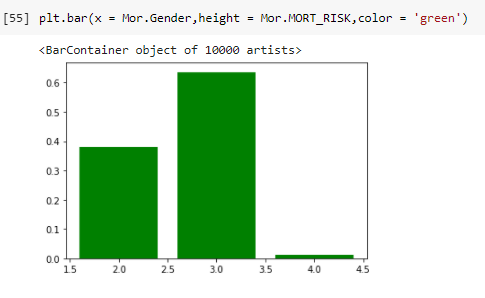 [55] plt.bar(x = Mor.Gender,height = Mor.MORT_RISK,color = 'green')
<BarContainer object of 10000 artists>
0.6
0.5
0.4
0.3
0.2
0.1
0.0
1.5 2.0 2.5 3.0 3.5 4.0 4.5